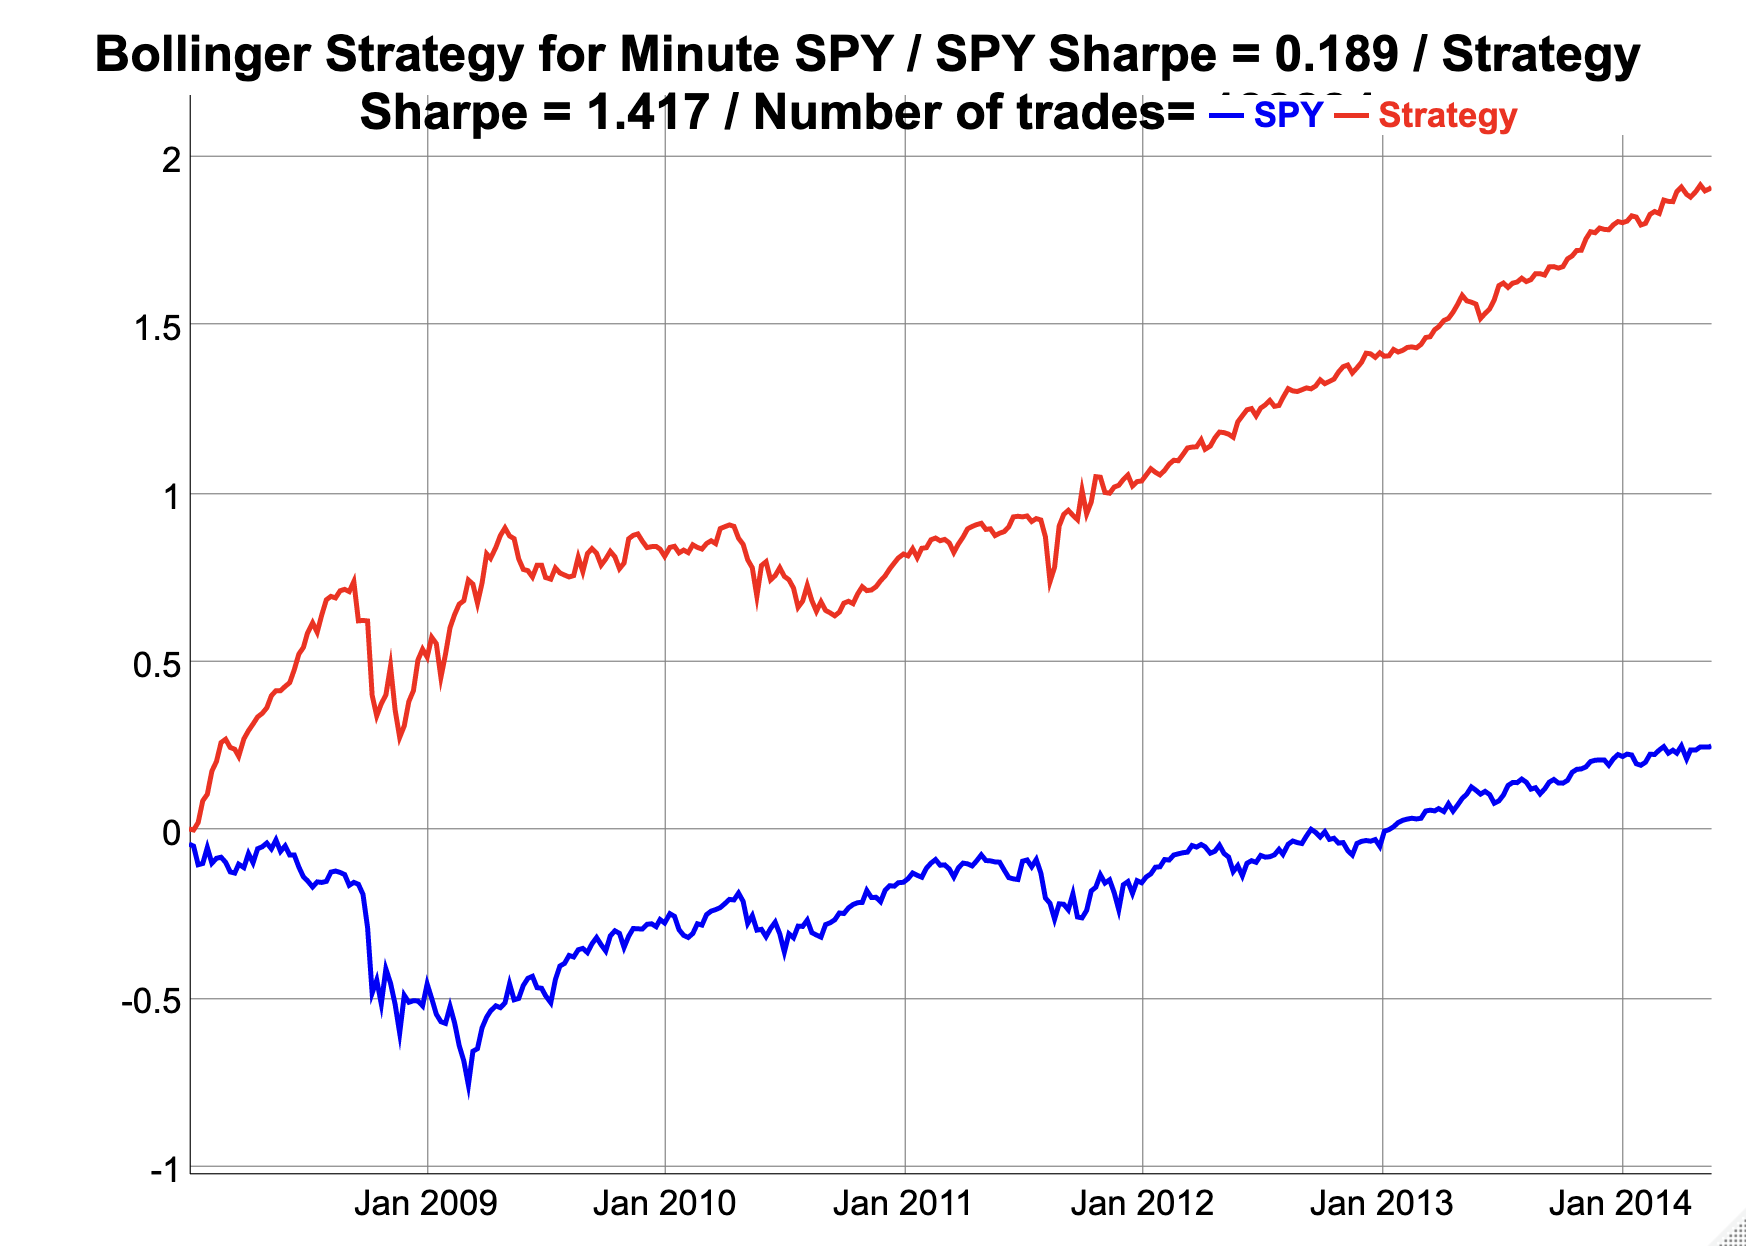 Bollinger Strategy for Minute SPY / SPY Sharpe = 0.189 / Strategy
Sharpe = 1.417 / Number of trades=
SPY Strategy
2
1.5
1
0.5
0
-0.5
-1
Jan 2009 Jan 2010 Jan 2011 Jan 2012 Jan 2013 Jan 2014